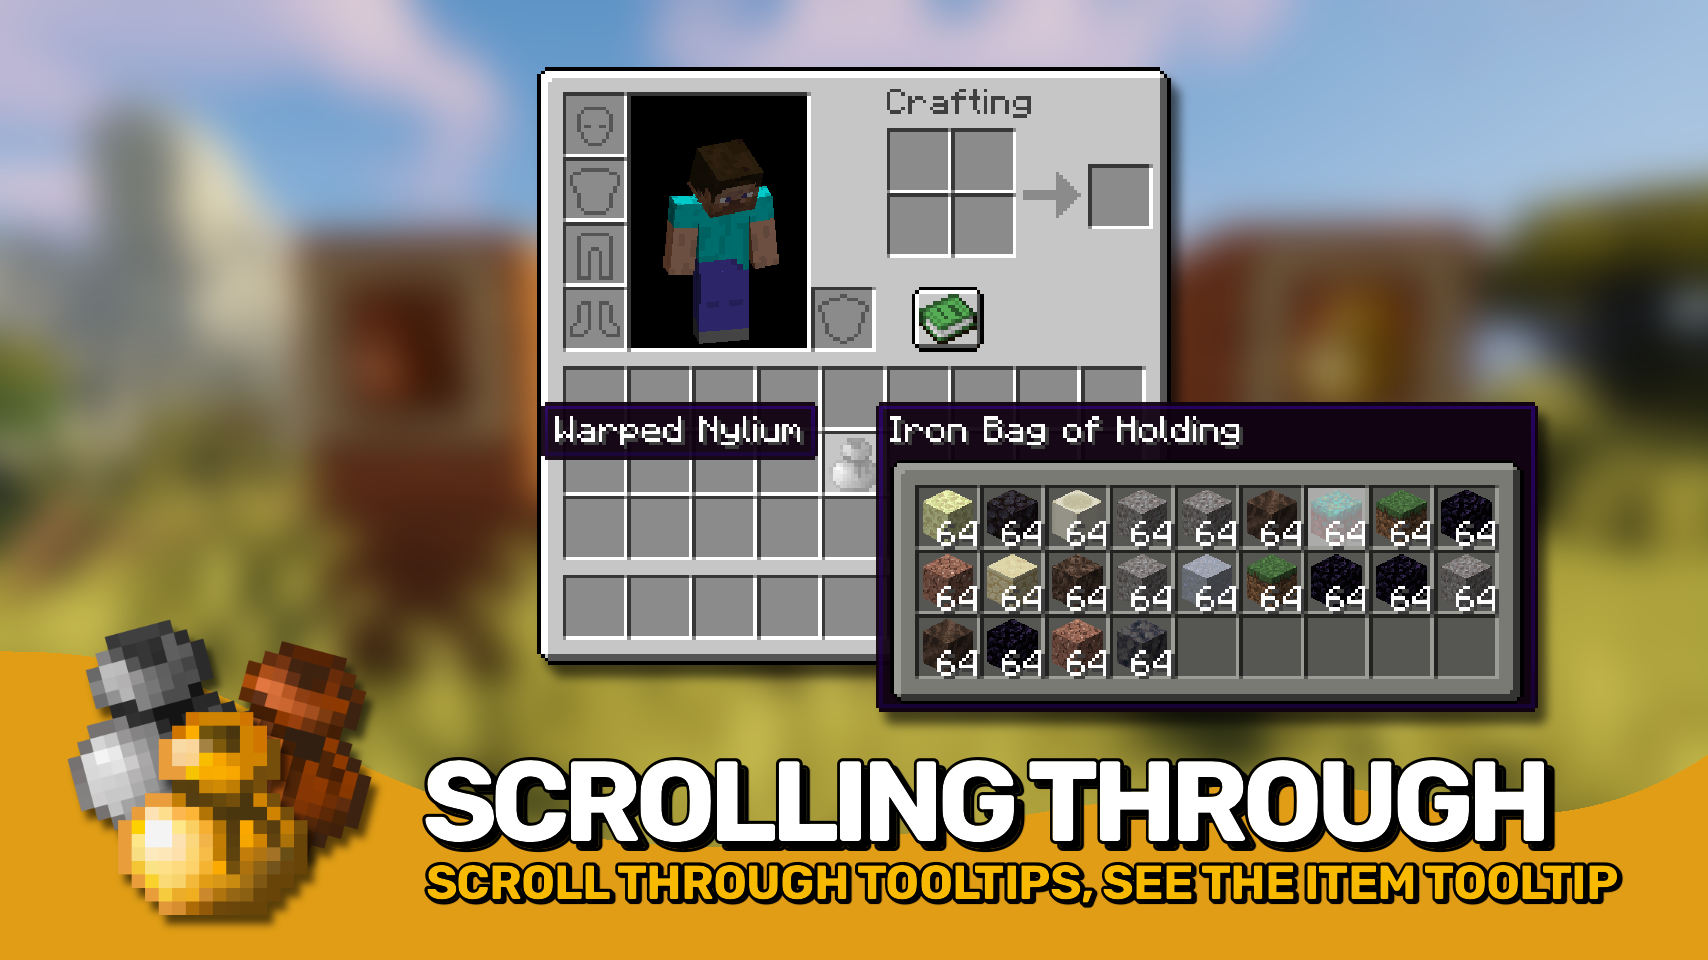 Crafting
Warped Nylium
Iron Bag of Holding
64 64 64 64 64 64 64 64 64
64 64 64 64 64 64 64 64 64
64 64 64 64
SCROLLING THROUGH
SCROLL THROUGH TOOLTIPS, SEE THE ITEM TOOLTIP